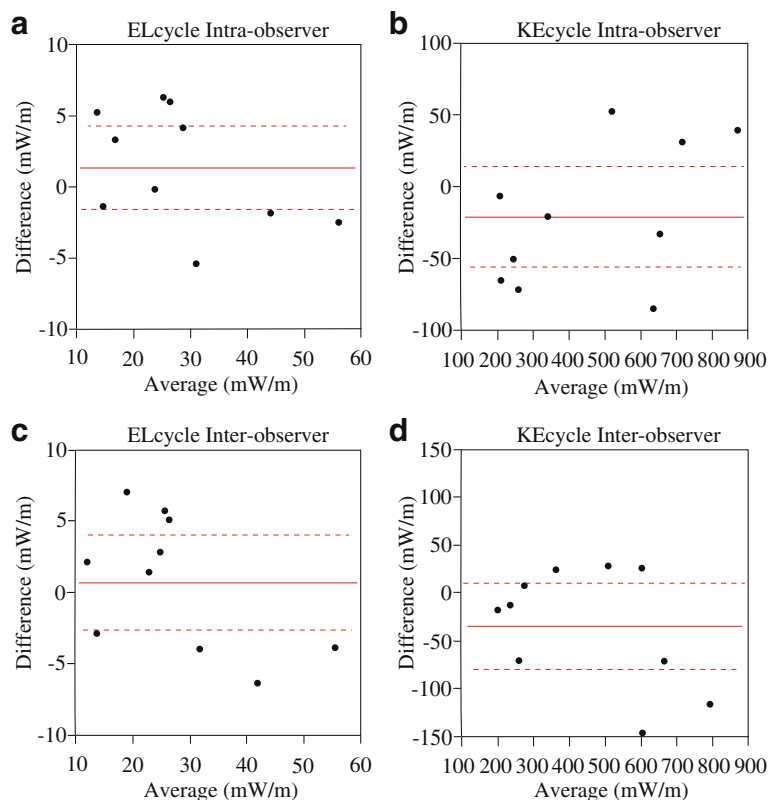 a
ELcycle Intra-observer
10
5
0
-5
-10
Difference (mW/m)
10 20 30 40 50 60
Average (mW/m)
b
KEcycle Intra-observer
100
50
0
-50
-100
Difference (mW/m)
100 200 300 400 500 600 700 800 900
Average (mW/m)
c
ELcycle Inter-observer
10
5
0
-5
-10
Difference (mW/m)
10 20 30 40 50 60
Average (mW/m)
d
KEcycle Inter-observer
150
100
50
0
-50
-100
-150
Difference (mW/m)
100 200 300 400 500 600 700 800 900
Average (mW/m)